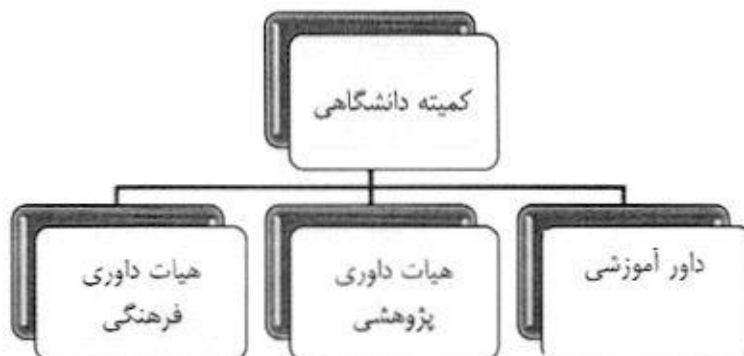 کمیته دانشگاهی
داور آموزشی
هیات داوری
پژوهشی
هیات داوری
فرهنگی